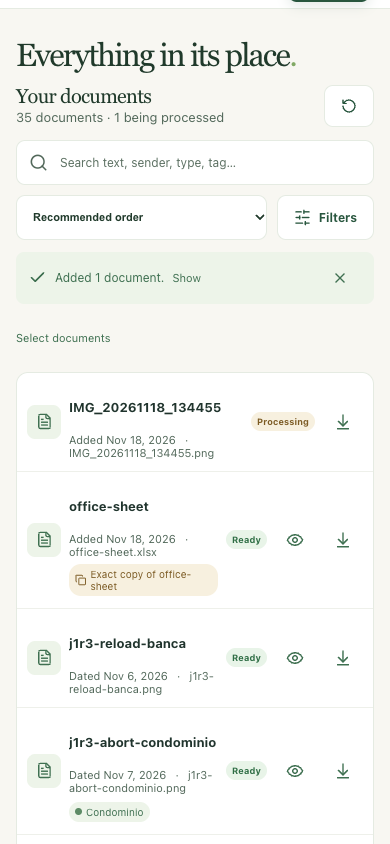 Everything in its place.
Your documents
35 documents · 1 being processed
Search text, sender, type, tag...
Recommended order
Filters
Added 1 document. Show
Select documents
IMG_20261118_134455
Added Nov 18, 2026 ·
IMG_20261118_134455.png
Processing
office-sheet
Added Nov 18, 2026 ·
office-sheet.xlsx
Exact copy of office-
sheet
Ready
j1r3-reload-banca
Dated Nov 6, 2026 · j1r3-
reload-banca.png
Ready
j1r3-abort-condominio
Dated Nov 7, 2026 · j1r3-
abort-condominio.png
Condominio
Ready